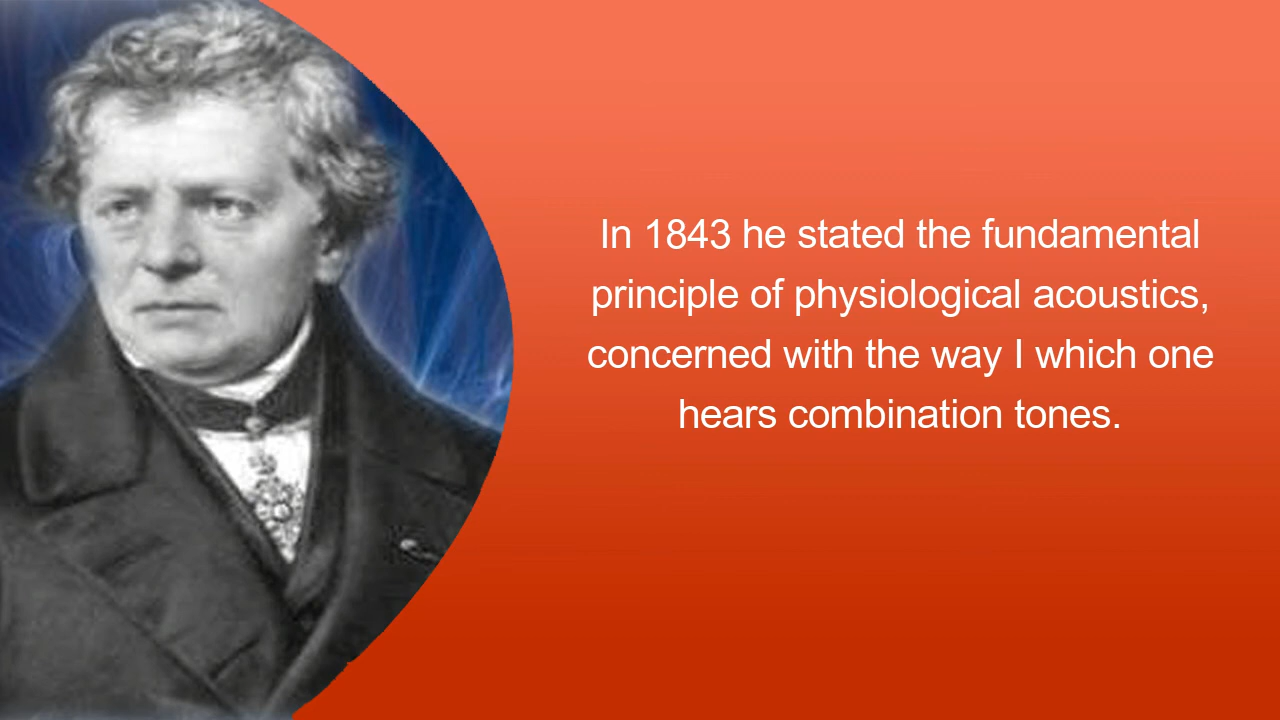 In 1843 he stated the fundamental
principle of physiological acoustics,
concerned with the way I which one
hears combination tones.